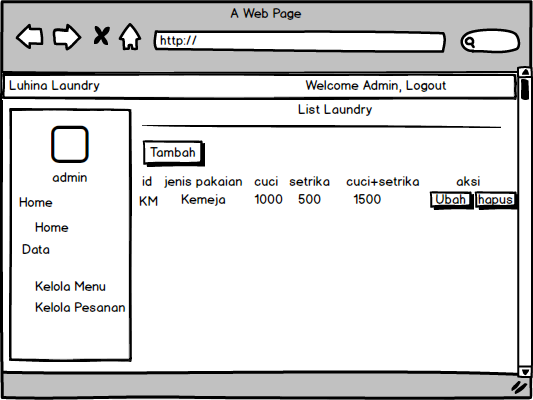 A Web Page
http://
Luhina Laundry
Welcome Admin, Logout
List Laundry
admin
Home
Home
Data
Kelola Menu
Kelola Pesanan
Tambah
id jenis pakaian cuci setrika cuci+setrika aksi
KM Kemeja 1000 500 1500 Ubah hapus